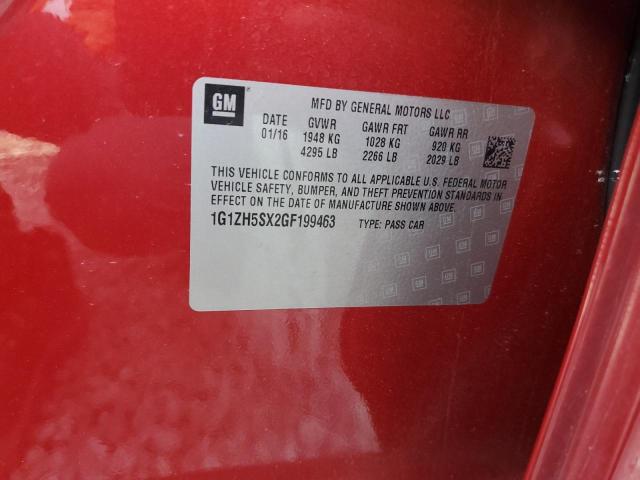 GM
MFD BY GENERAL MOTORS LLC
DATE GVWR GAWR FRT GAWR RR
01/16 1948 KG 1028 KG 920 KG
4295 LB 2266 LB 2029 LB
THIS VEHICLE CONFORMS TO ALL APPLICABLE U.S. FEDERAL MOTOR
VEHICLE SAFETY, BUMPER, AND THEFT PREVENTION STANDARDS IN
EFFECT ON THE DATE OF MANUFACTURE SHOWN ABOVE.
1G1ZH5SX2GF199463 TYPE: PASS CAR